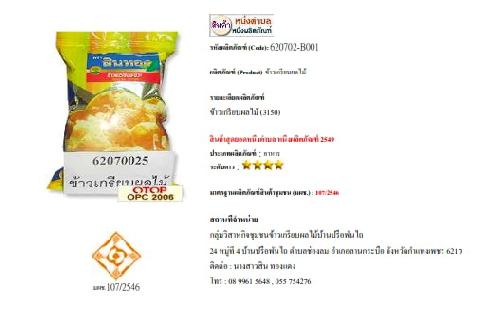 สินทอง
62070025
ข้าวเกรียบผลไม้
OTOP
OPC 2006
มผช.107/2546
สินค้า
หนึ่งตำบล
หนึ่งผลิตภัณฑ์
รหัสผลิตภัณฑ์ (Code): 620702-B001
ผลิตภัณฑ์ (Product) ข้าวเกรียบผลไม้
รายละเอียดผลิตภัณฑ์
ข้าวเกรียบผลไม้ (3150)
สินค้าสุดยอดหนึ่งตำบลหนึ่งผลิตภัณฑ์ 2549
ประเภทผลิตภัณฑ์ : อาหาร
ระดับดาว :
มาตรฐานผลิตภัณฑ์สินค้าชุมชน (มผช.) : 107/2546
สถานที่จำหน่าย
กลุ่มวิสาหกิจชุมชนข้าวเกรียบผลไม้บ้านปรือพันไถ
24 หมู่ที่ 4 บ้านปรือพันไถ ตำบลช่องลม อำเภอลานกระบือ จังหวัดกำแพงเพชร
ติดต่อ : นางสาวสิน ทองแดง
โทร : 08 9961 5648 , 055 754276